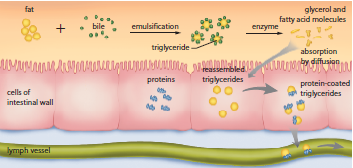 fat
+
bile
emulsification
triglyceride
enzyme
glycerol and
fatty acid molecules
absorption
by diffusion
cells of
intestinal wall
proteins
reassembled
triglycerides
protein-coated
triglycerides
lymph vessel